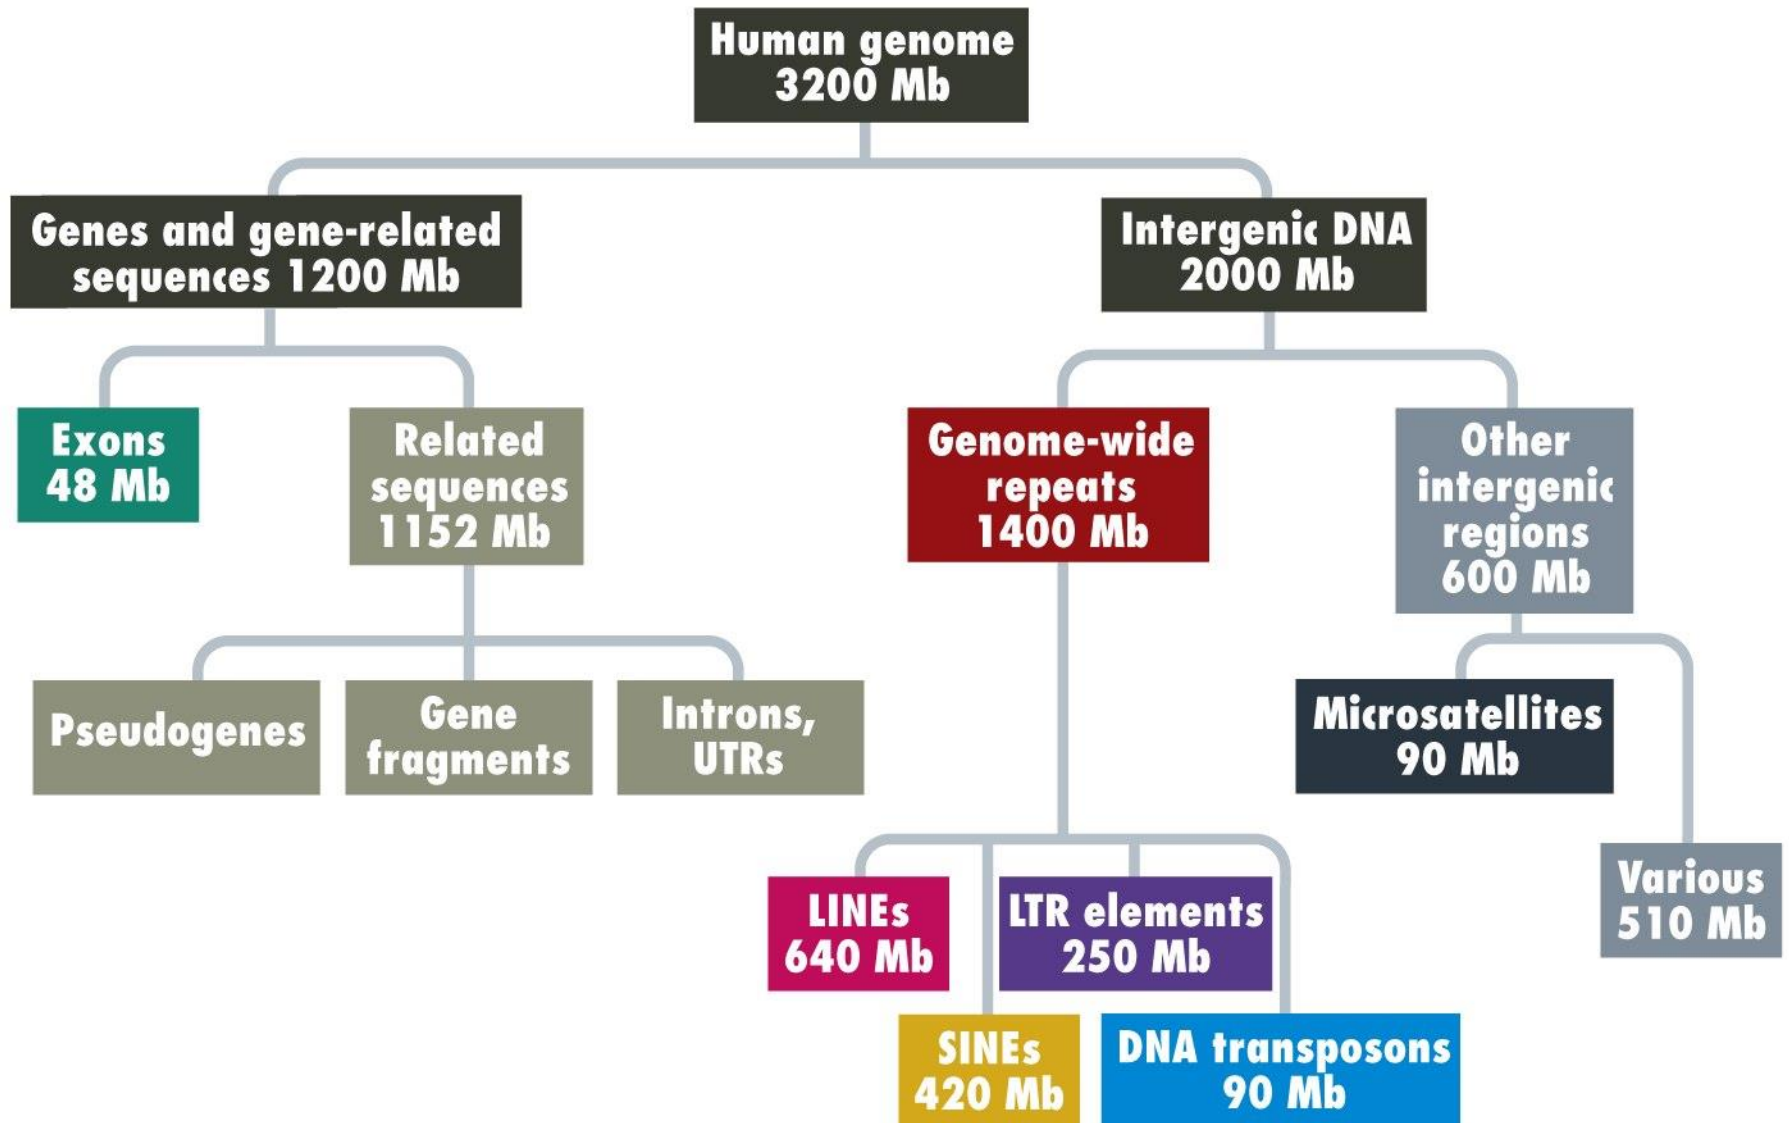 Human genome
3200 Mb
Genes and gene-related
sequences 1200 Mb
Intergenic DNA
2000 Mb
Exons
48 Mb
Related
sequences
1152 Mb
Genome-wide
repeats
1400 Mb
Other
intergenic
regions
600 Mb
Pseudogenes
Gene
fragments
Introns,
UTRs
Microsatellites
90 Mb
Various
510 Mb
LINEs
640 Mb
LTR elements
250 Mb
SINEs
420 Mb
DNA transposons
90 Mb